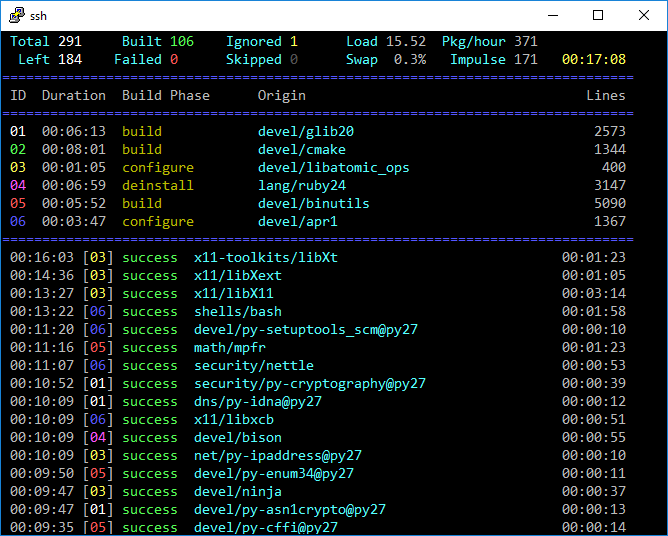 ssh
Total 291 Built 106 Ignored 1 Load 15.52 Pkg/hour 371
Left 184 Failed 0 Skipped 0 Swap 0.3% Impulse 171 00:17:08
ID Duration Build Phase Origin Lines
01 00:06:13 build devel/glib20 2573
02 00:08:01 build devel/cmake 1344
03 00:01:05 configure devel/libatomic_ops 400
04 00:06:59 deinstall lang/ruby24 3147
05 00:05:52 build devel/binutils 5090
06 00:03:47 configure devel/apr1 1367
00:16:03 [03] success x11-toolkits/libXt 00:01:23
00:14:36 [03] success x11/libXext 00:01:05
00:13:27 [03] success x11/libX11 00:03:14
00:13:22 [06] success shells/bash 00:01:58
00:11:20 [06] success devel/py-setuptools_scm@py27 00:00:10
00:11:16 [05] success math/mpfr 00:01:23
00:11:07 [06] success security/nettle 00:00:53
00:10:52 [01] success security/py-cryptography@py27 00:00:39
00:10:09 [01] success dns/py-idna@py27 00:00:12
00:10:09 [06] success x11/libxcb 00:00:51
00:10:09 [04] success devel/bison 00:00:55
00:10:09 [03] success net/py-ipaddress@py27 00:00:10
00:09:50 [05] success devel/py-enum34@py27 00:00:11
00:09:47 [03] success devel/ninja 00:00:37
00:09:47 [01] success devel/py-asn1crypto@py27 00:00:13
00:09:35 [05] success devel/py-cffi@py27 00:00:14